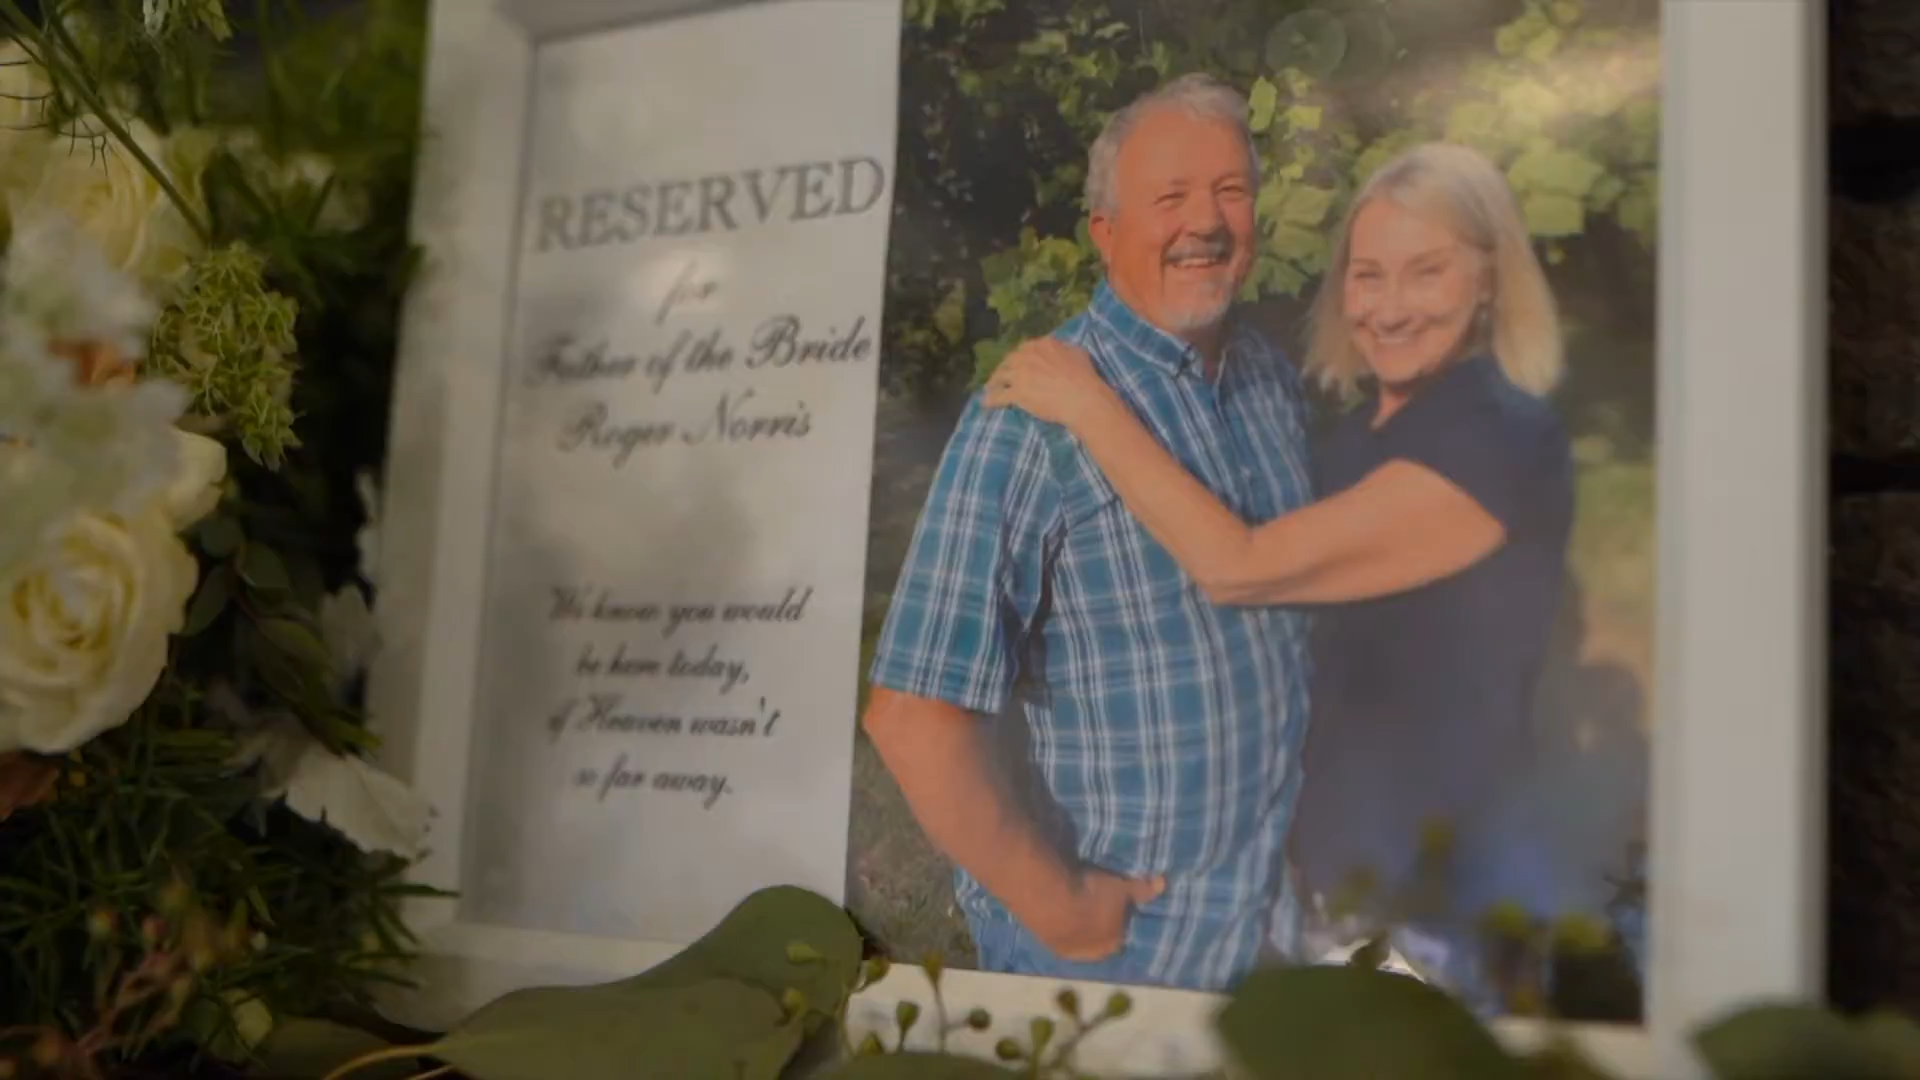 RESERVED
for
Father of the Bride
Roger Norris
We know you would
be here today,
if Heaven wasn't
so far away.